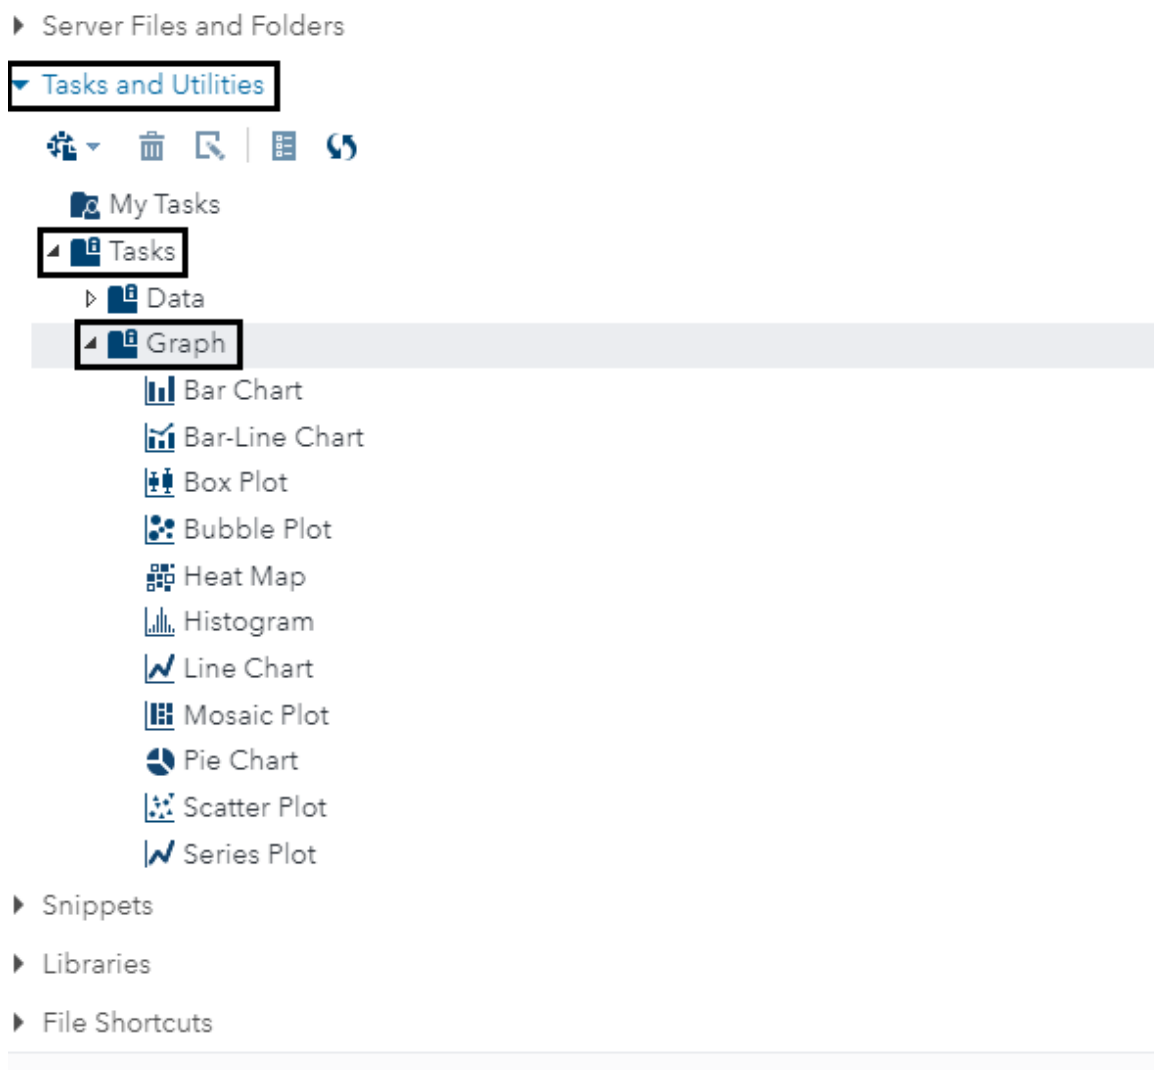 Server Files and Folders
Tasks and Utilities
My Tasks
Tasks
Data
Graph
Bar Chart
Bar-Line Chart
Box Plot
Bubble Plot
Heat Map
Histogram
Line Chart
Mosaic Plot
Pie Chart
Scatter Plot
Series Plot
Snippets
Libraries
File Shortcuts